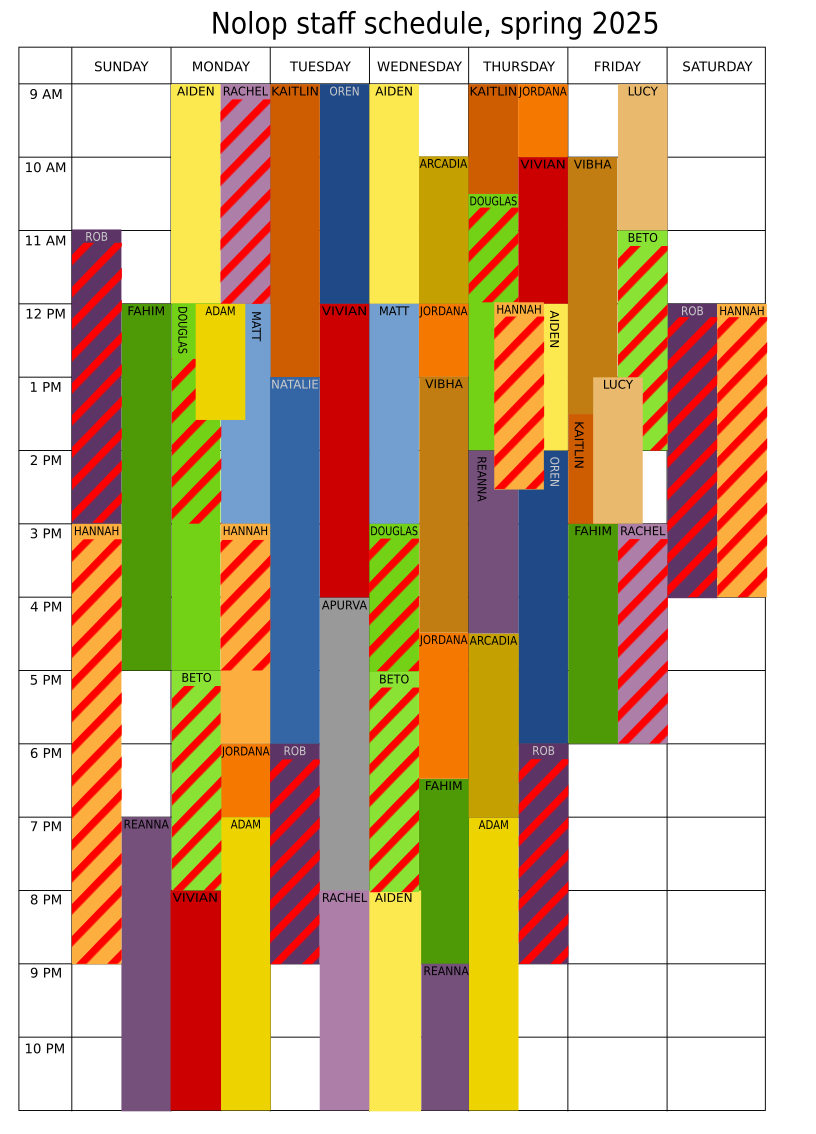 Nolop staff schedule, spring 2025
SUNDAY MONDAY TUESDAY WEDNESDAY THURSDAY FRIDAY SATURDAY
9 AM AIDEN RACHEL KAITLIN OREN AIDEN KAITLIN JORDANA LUCY
10 AM ARCADIA VIVIAN VIBHA
DOUGLAS
11 AM ROB BETO
12 PM FAHIM DOUGLAS ADAM MATT VIVIAN MATT JORDANA HANNAH AIDEN ROB HANNAH
1 PM NATALIE VIBHA LUCY
KAITLIN
2 PM REANNA OREN
3 PM HANNAH HANNAH DOUGLAS FAHIM RACHEL
4 PM APURVA
JORDANA ARCADIA
5 PM BETO BETO
6 PM JORDANA ROB ROB
FAHIM
7 PM REANNA ADAM ADAM
8 PM VIVIAN RACHEL AIDEN
9 PM REANNA
10 PM